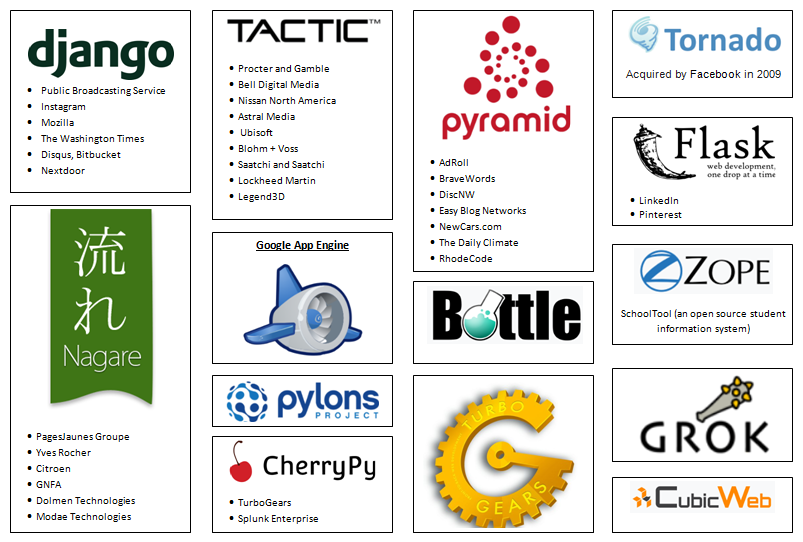 django
• Public Broadcasting Service
• Instagram
• Mozilla
• The Washington Times
• Disqus, Bitbucket
• Nextdoor
流
れ
Nagare
• PagesJaunes Groupe
• Yves Rocher
• Citroen
• GNFA
• Dolmen Technologies
• Modae Technologies
TACTIC™
• Procter and Gamble
• Bell Digital Media
• Nissan North America
• Astral Media
• Ubisoft
• Blohm + Voss
• Saatchi and Saatchi
• Lockheed Martin
• Legend3D
Google App Engine
pylons
PROJECT
CherryPy
• TurboGears
• Splunk Enterprise
pyramid
• AdRoll
• BraveWords
• DiscNW
• Easy Blog Networks
• NewCars.com
• The Daily Climate
• RhodeCode
Bottle
TURBO
GEARS
Tornado
Acquired by Facebook in 2009
Flask
web development,
one drop at a time
• LinkedIn
• Pinterest
ZOPE
SchoolTool (an open source student
information system)
GROK
CubicWeb